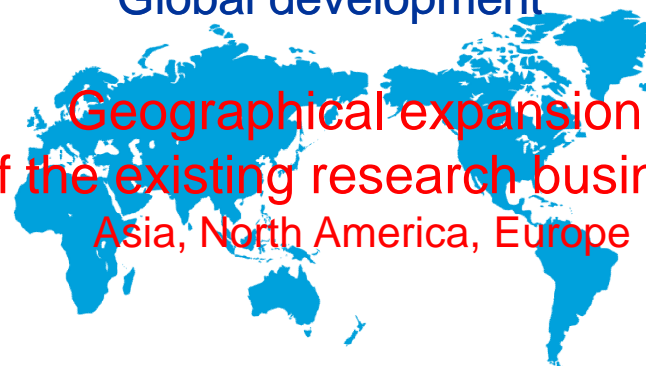 Global development
Geographical expansion
f the existing research busin
Asia, North America, Europe